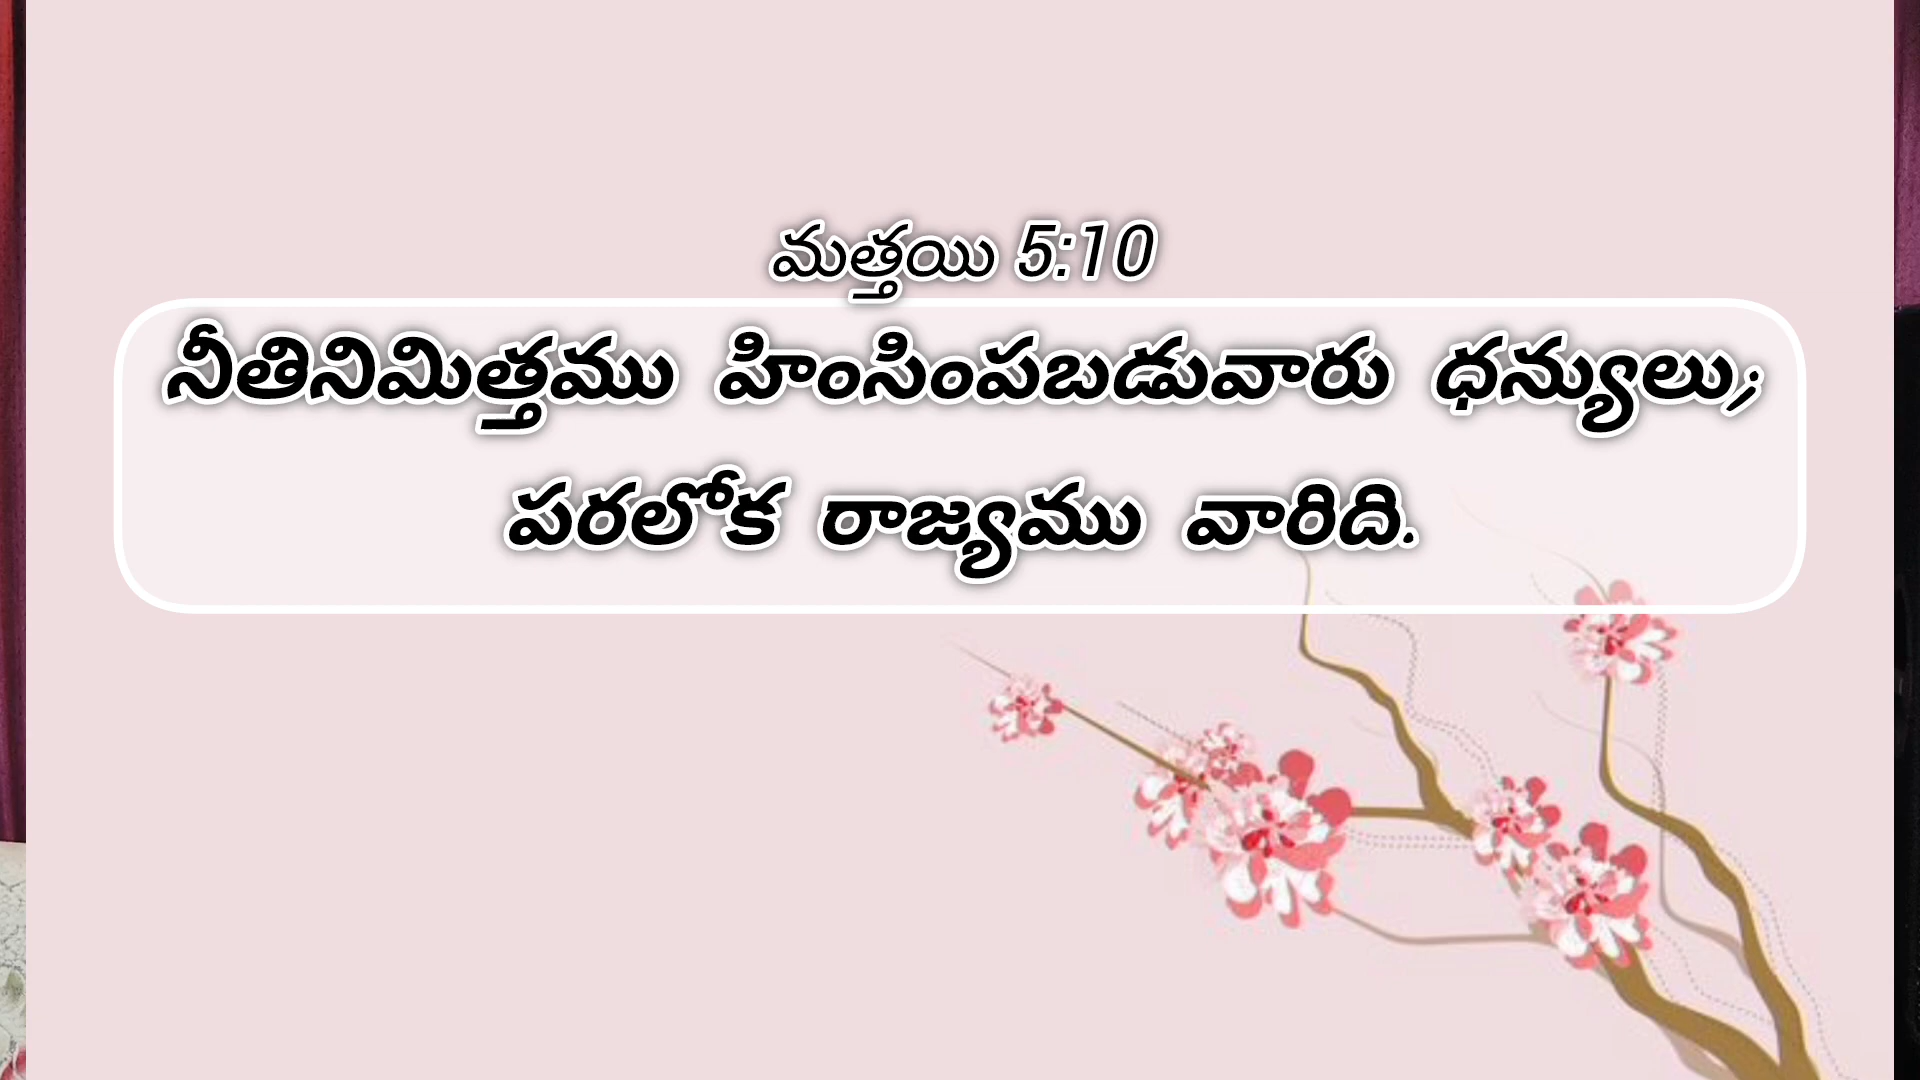 మత్తయి 5:10
నీతినిమిత్తము హింసింపబడువారు ధన్యులు;
పరలోక రాజ్యము వారిది.